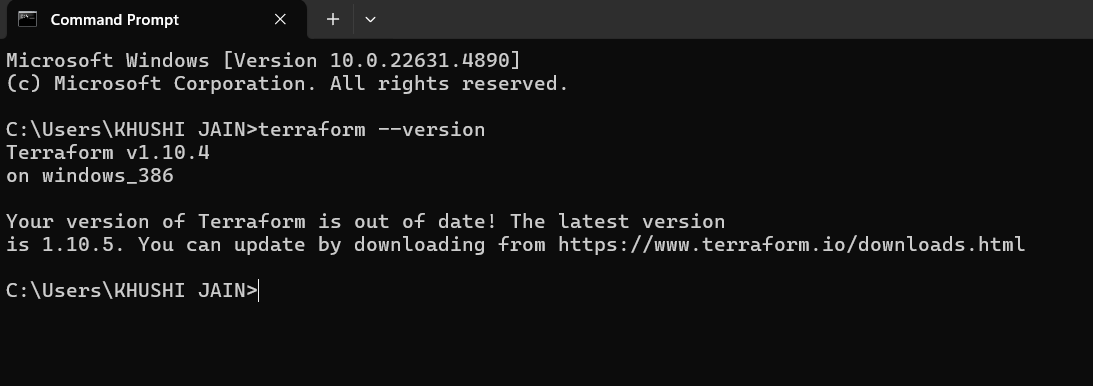 Command Prompt
Microsoft Windows [Version 10.0.22631.4890]
(c) Microsoft Corporation. All rights reserved.
C:\Users\KHUSHI JAIN>terraform --version
Terraform v1.10.4
on windows_386
Your version of Terraform is out of date! The latest version
is 1.10.5. You can update by downloading from https://www.terraform.io/downloads.html
C:\Users\KHUSHI JAIN>